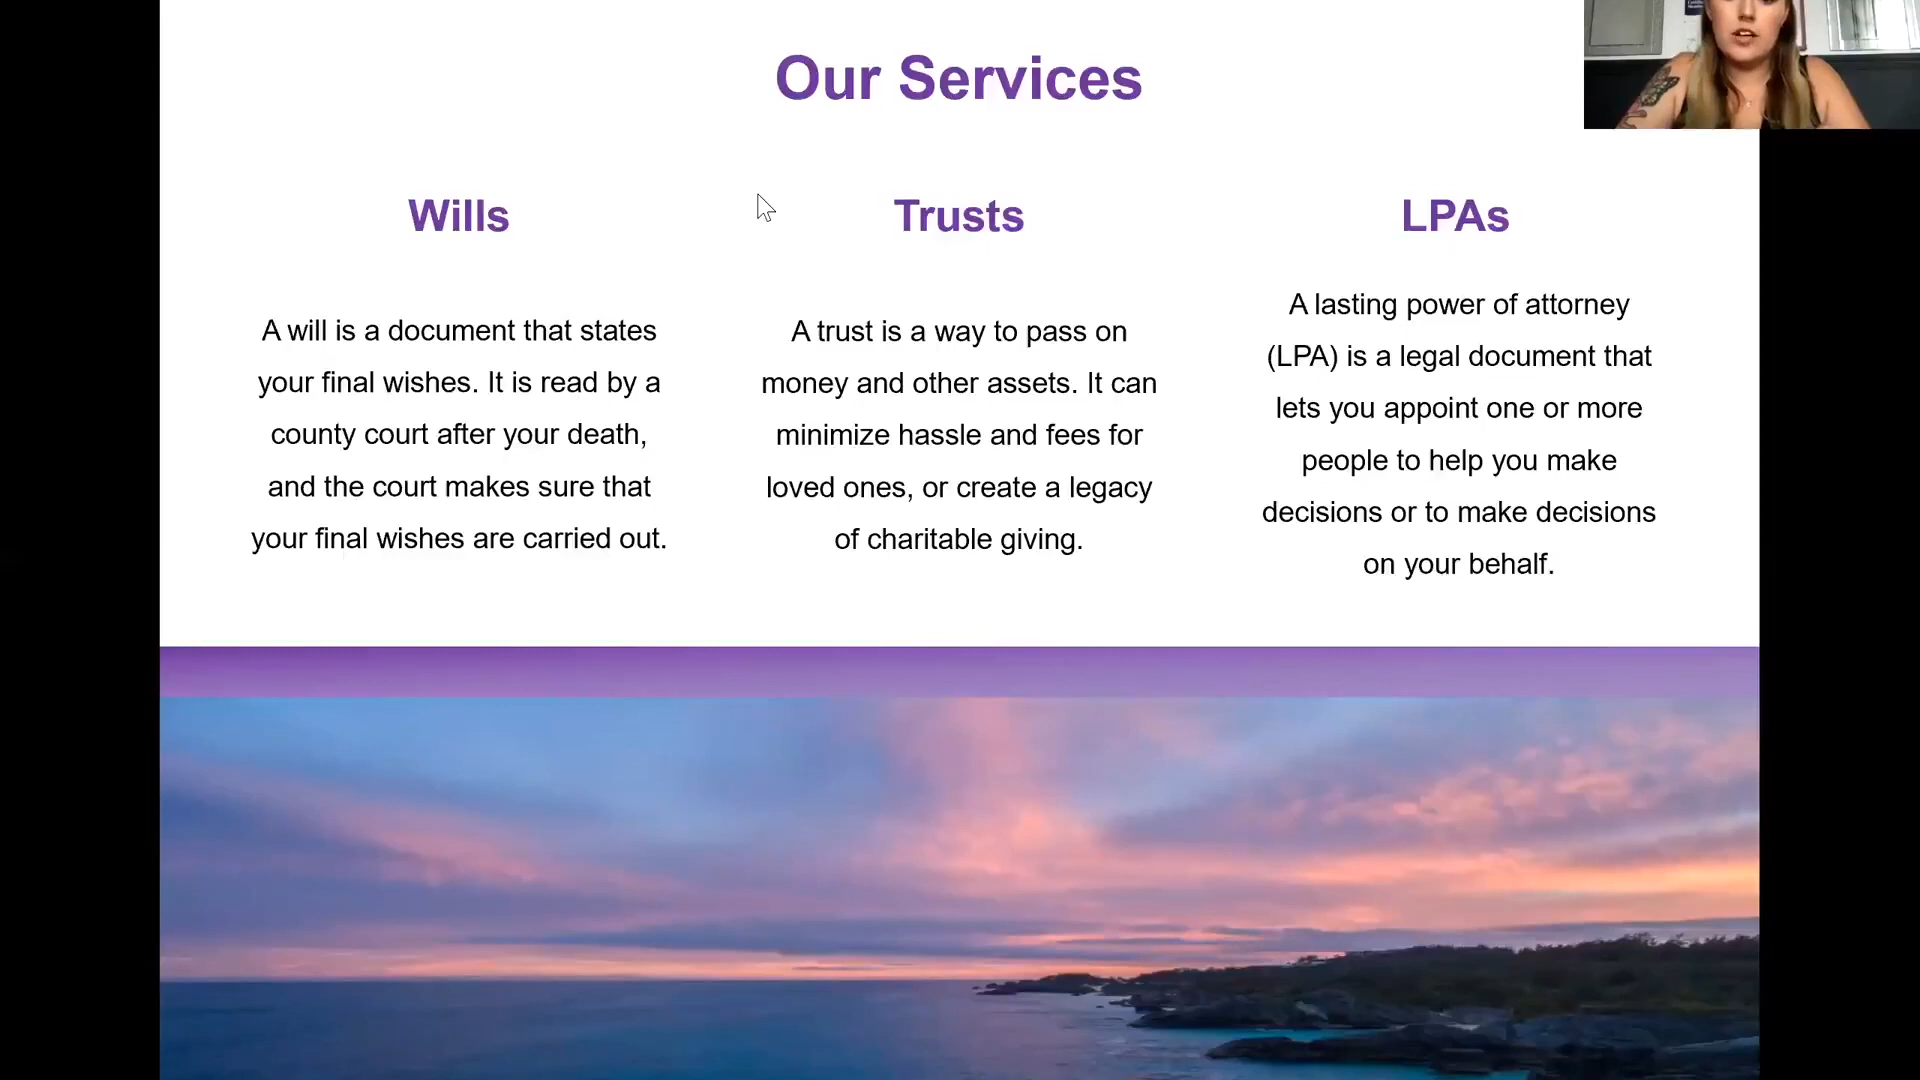 Our Services
Wills
A will is a document that states
your final wishes. It is read by a
county court after your death,
and the court makes sure that
your final wishes are carried out.
Trusts
A trust is a way to pass on
money and other assets. It can
minimize hassle and fees for
loved ones, or create a legacy
of charitable giving.
LPAs
A lasting power of attorney
(LPA) is a legal document that
lets you appoint one or more
people to help you make
decisions or to make decisions
on your behalf.